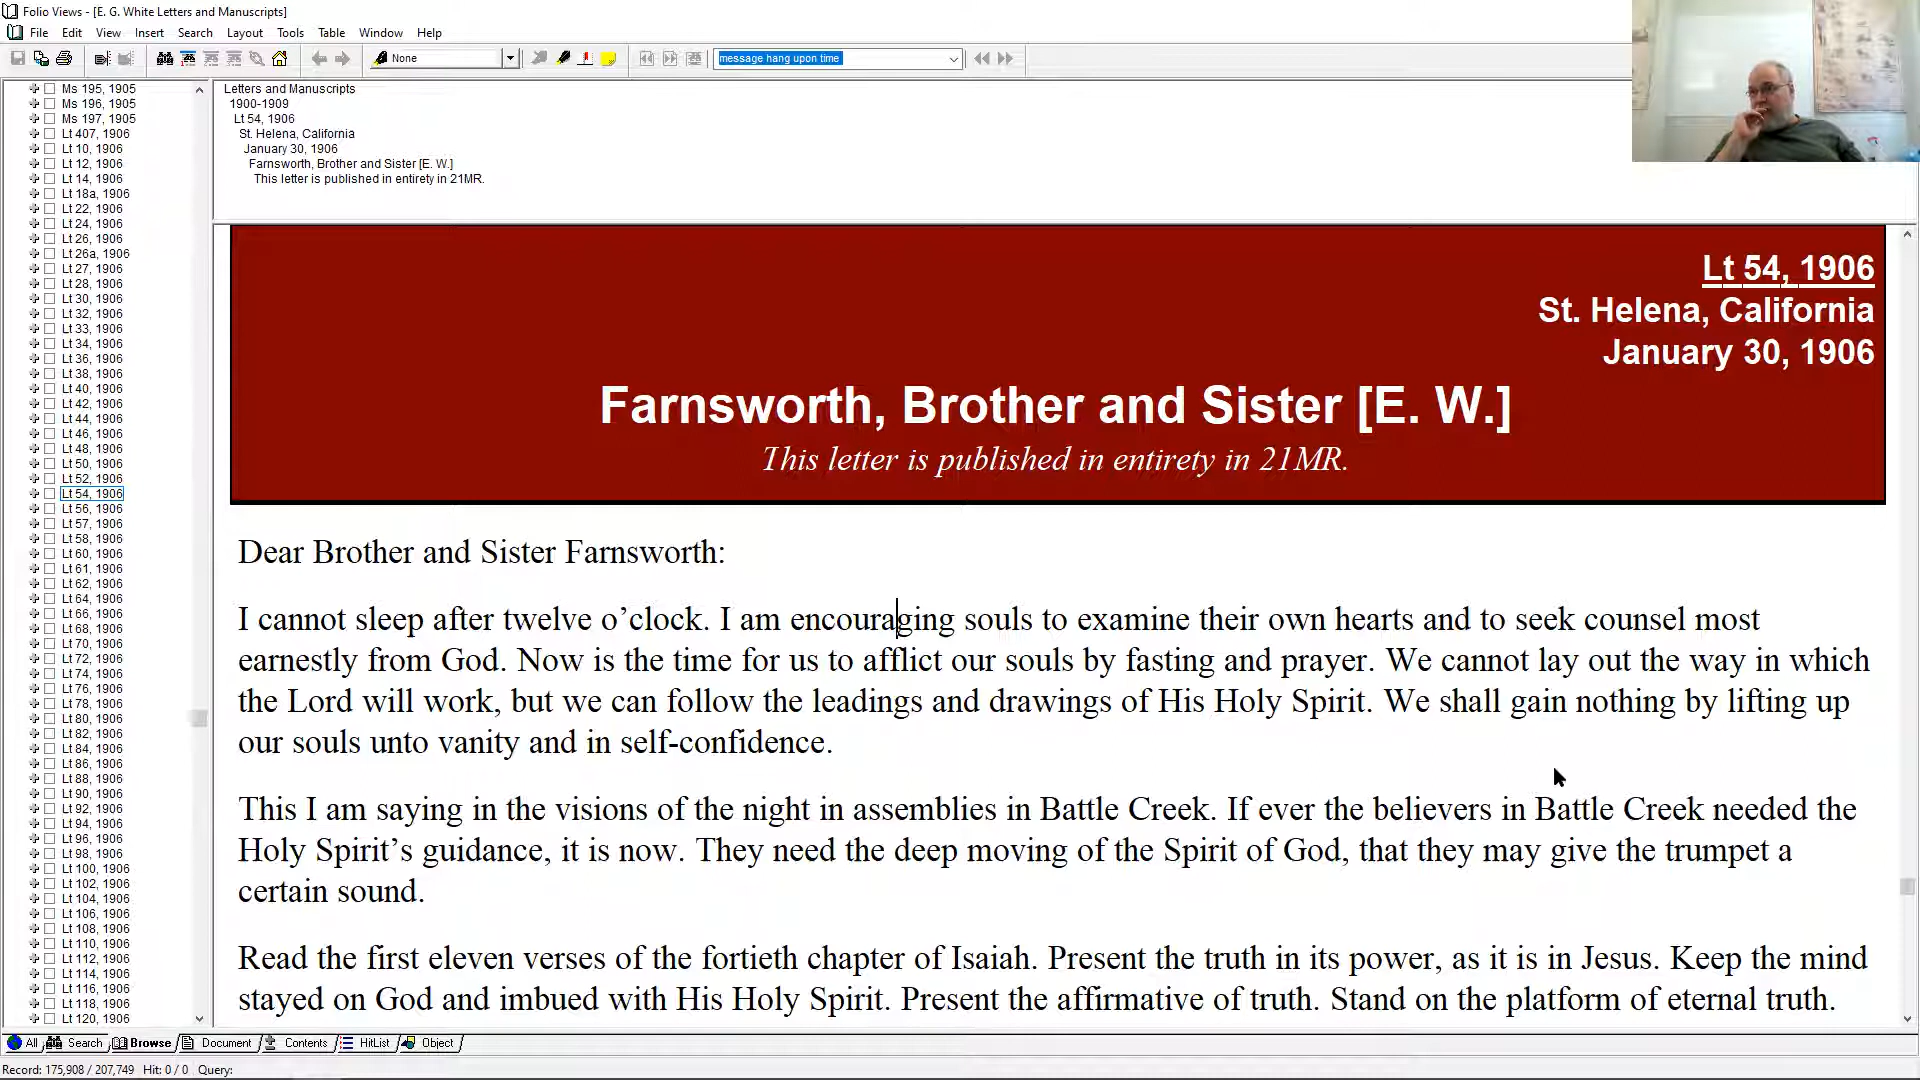 Folio Views - [E. G. White Letters and Manuscripts]
File Edit View Insert Search Layout Tools Table Window Help
None
message hang upon time
Ms 195, 1905
Ms 196, 1905
Ms 197, 1905
Lt 407, 1906
Lt 10, 1906
Lt 12, 1906
Lt 14, 1906
Lt 18a, 1906
Lt 22, 1906
Lt 24, 1906
Lt 26, 1906
Lt 26a, 1906
Lt 27, 1906
Lt 28, 1906
Lt 30, 1906
Lt 32, 1906
Lt 33, 1906
Lt 34, 1906
Lt 36, 1906
Lt 38, 1906
Lt 40, 1906
Lt 42, 1906
Lt 44, 1906
Lt 46, 1906
Lt 48, 1906
Lt 50, 1906
Lt 52, 1906
Lt 54, 1906
Lt 56, 1906
Lt 57, 1906
Lt 58, 1906
Lt 60, 1906
Lt 61, 1906
Lt 62, 1906
Lt 64, 1906
Lt 66, 1906
Lt 68, 1906
Lt 70, 1906
Lt 72, 1906
Lt 74, 1906
Lt 76, 1906
Lt 78, 1906
Lt 80, 1906
Lt 82, 1906
Lt 84, 1906
Lt 86, 1906
Lt 88, 1906
Lt 90, 1906
Lt 92, 1906
Lt 94, 1906
Lt 96, 1906
Lt 98, 1906
Lt 100, 1906
Lt 102, 1906
Lt 104, 1906
Lt 106, 1906
Lt 108, 1906
Lt 110, 1906
Lt 112, 1906
Lt 114, 1906
Lt 116, 1906
Lt 118, 1906
Lt 120, 1906
Letters and Manuscripts
1900-1909
Lt 54, 1906
St. Helena, California
January 30, 1906
Farnsworth, Brother and Sister [E. W.]
This letter is published in entirety in 21MR.
Lt 54, 1906
St. Helena, California
January 30, 1906
Farnsworth, Brother and Sister [E. W.]
This letter is published in entirety in 21MR.
Dear Brother and Sister Farnsworth:
I cannot sleep after twelve o’clock. I am encouraging souls to examine their own hearts and to seek counsel most
earnestly from God. Now is the time for us to afflict our souls by fasting and prayer. We cannot lay out the way in which
the Lord will work, but we can follow the leadings and drawings of His Holy Spirit. We shall gain nothing by lifting up
our souls unto vanity and in self-confidence.
This I am saying in the visions of the night in assemblies in Battle Creek. If ever the believers in Battle Creek needed the
Holy Spirit’s guidance, it is now. They need the deep moving of the Spirit of God, that they may give the trumpet a
certain sound.
Read the first eleven verses of the fortieth chapter of Isaiah. Present the truth in its power, as it is in Jesus. Keep the mind
stayed on God and imbued with His Holy Spirit. Present the affirmative of truth. Stand on the platform of eternal truth.
All Search Browse Document Contents HitList Object
Record: 175,908 / 207,749 Hit: 0 / 0 Query: